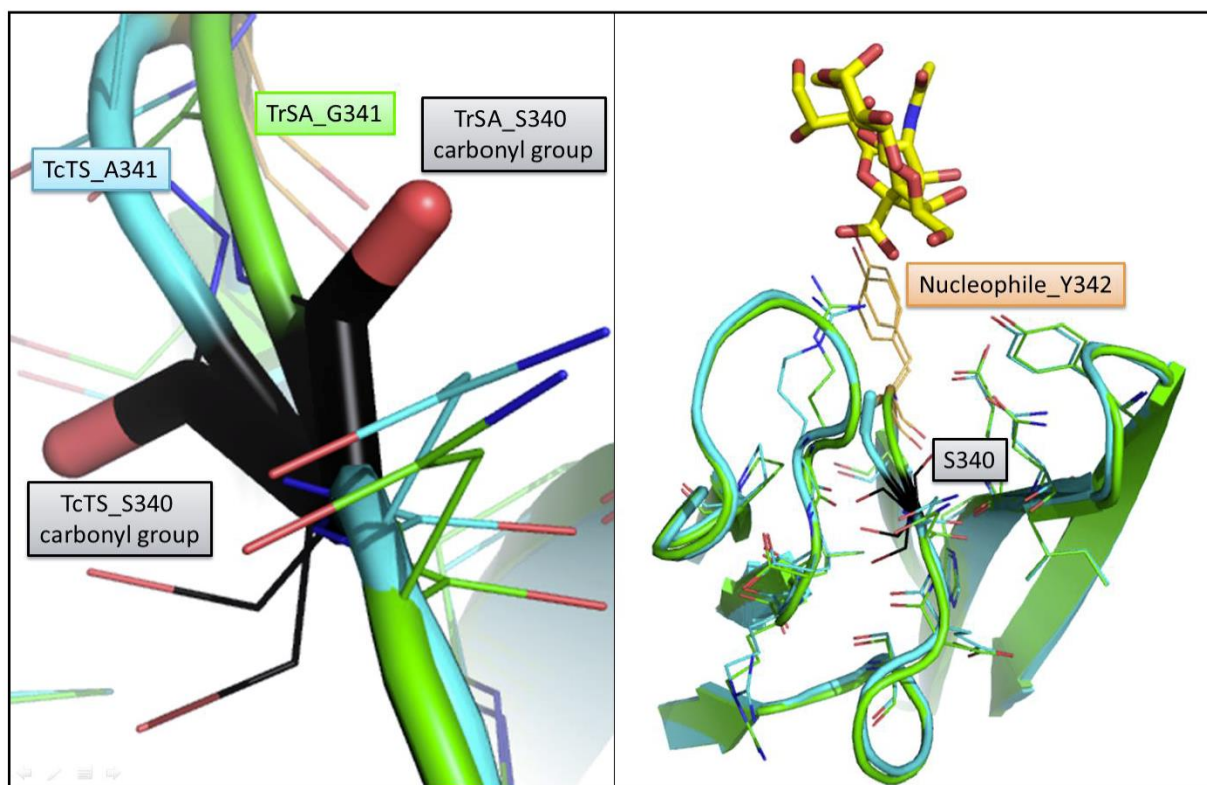 TrSA_G341
TrSA_S340
carbonyl group
TcTS_A341
TcTS_S340
carbonyl group
Nucleophile_Y342
S340